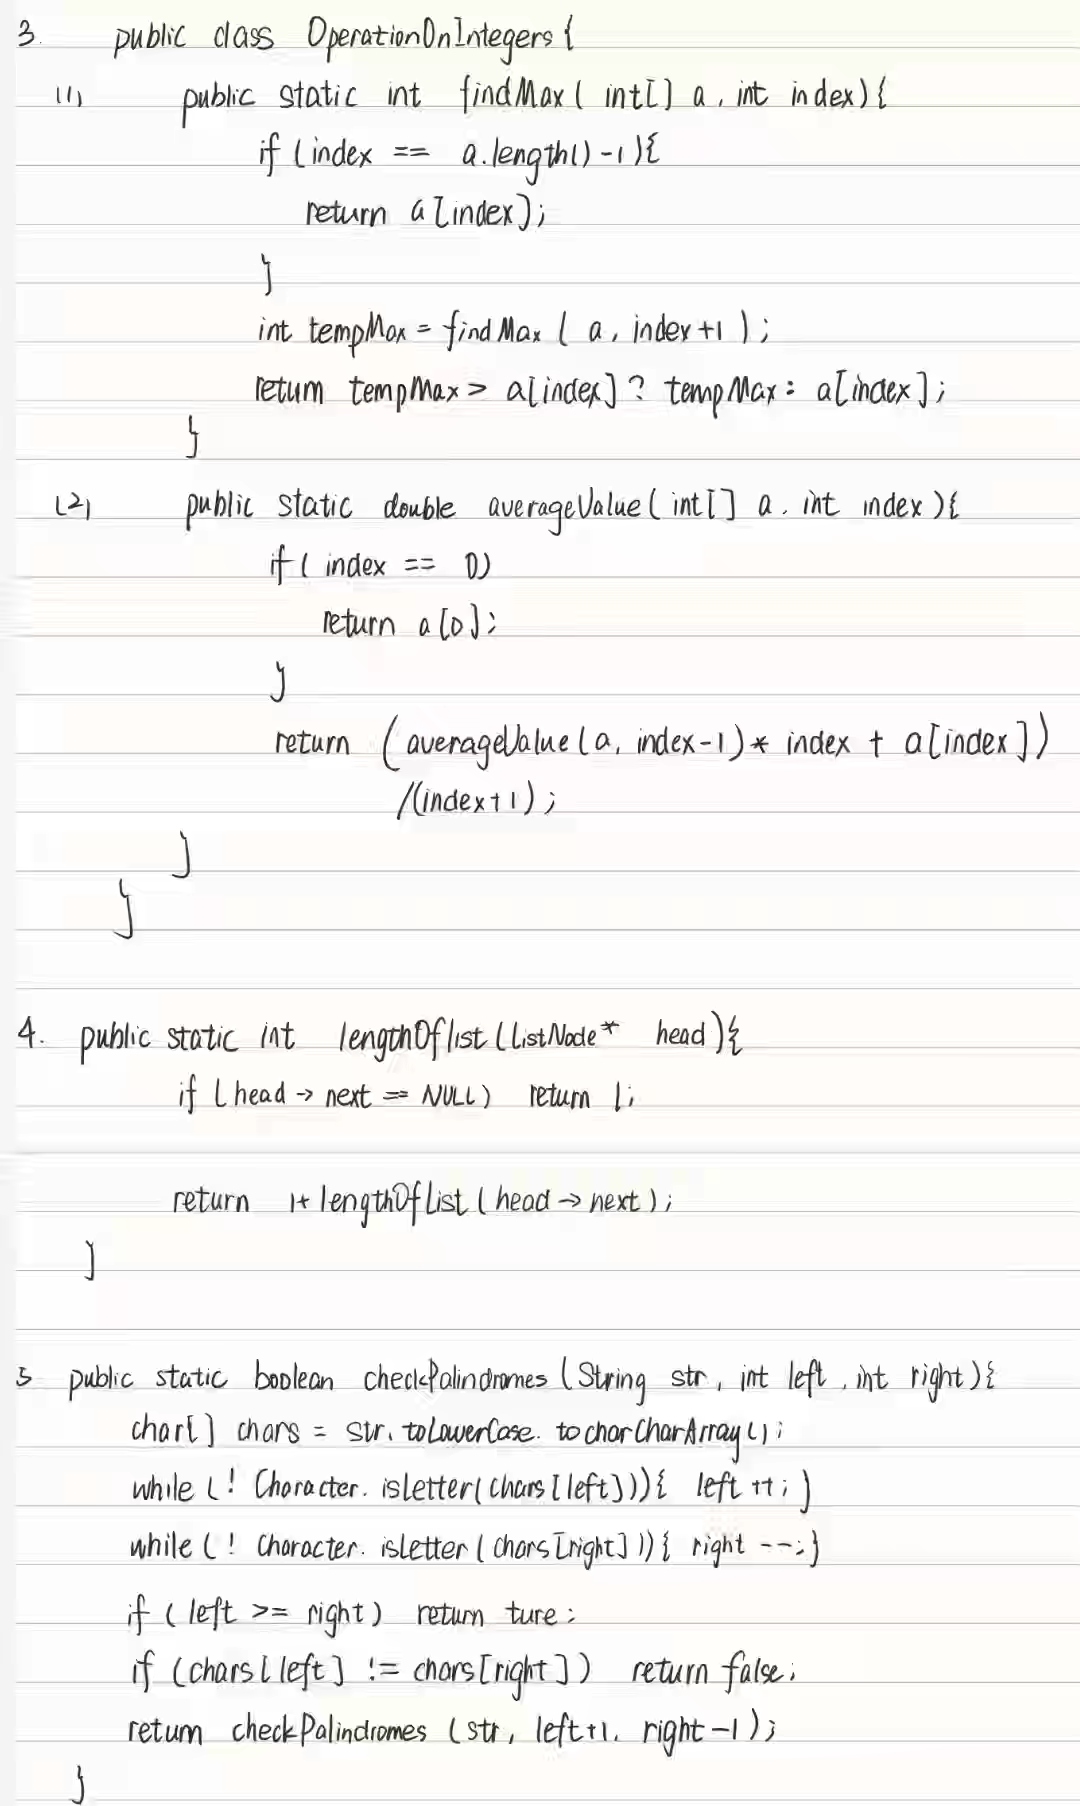 3. public class OperationOnIntegers {
(1) public static int findMax ( int[] a, int index) {
if (index == a.length() -1 ){
return a[index];
}
int tempMax = findMax ( a, index+1 );
return tempMax > a[index] ? tempMax : a[index];
}
(2) public static double averageValue ( int[] a, int index ){
if ( index == 0)
return a[0];
}
return (averageValue (a, index-1) * index + a[index])
/(index+1);
}
}
4. public static int lengthOflist (ListNode* head){
if (head → next == NULL) return 1;
return 1+ lengthOfList (head → next );
}
5 public static boolean checkPalindromes (String str, int left, int right){
char[] chars = str. toLowerCase. tocharCharArray();
while (! Character. isletter(chars[left])){ left ++; }
while (! Character. isletter (chars[right] )){ right --; }
if ( left >= right) return ture;
if (chars[left] != chars[right]) return false;
return checkPalindromes (str, left+1, right-1);
}